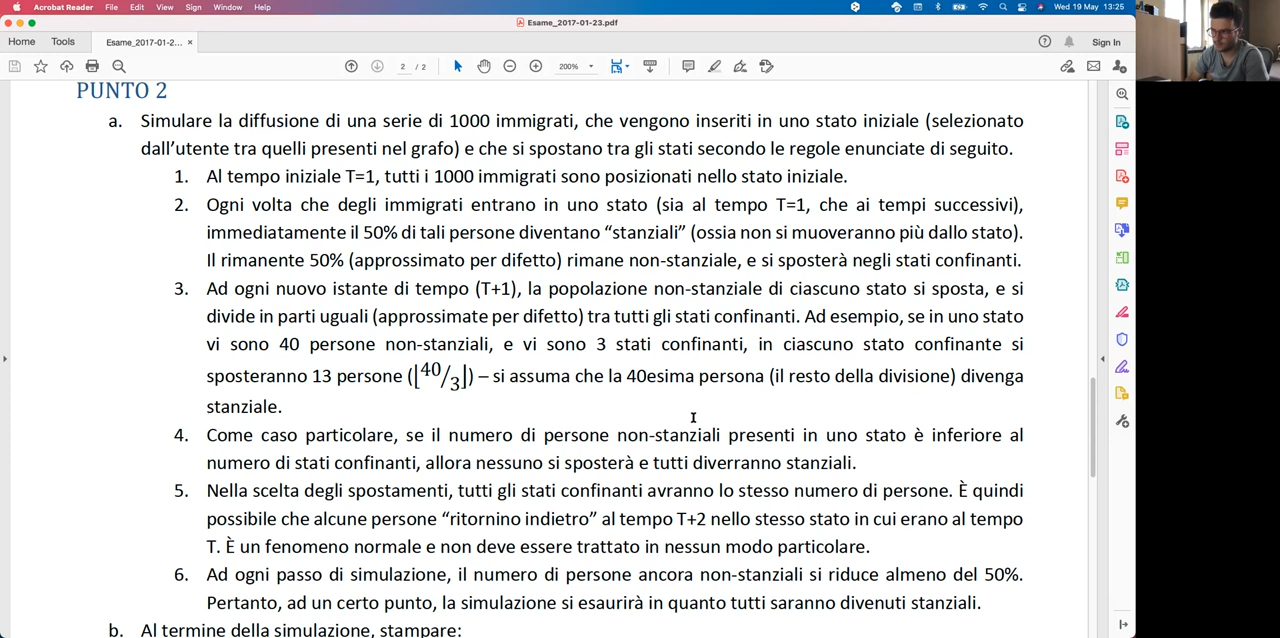 Acrobat Reader File Edit View Sign Window Help Wed 19 May 13:25
Esame_2017-01-23.pdf
Home Tools Esame_2017-01-2... × Sign In
2 / 2 200%
PUNTO 2
a. Simulare la diffusione di una serie di 1000 immigrati, che vengono inseriti in uno stato iniziale (selezionato
dall'utente tra quelli presenti nel grafo) e che si spostano tra gli stati secondo le regole enunciate di seguito.
1. Al tempo iniziale T=1, tutti i 1000 immigrati sono posizionati nello stato iniziale.
2. Ogni volta che degli immigrati entrano in uno stato (sia al tempo T=1, che ai tempi successivi),
immediatamente il 50% di tali persone diventano "stanziali" (ossia non si muoveranno più dallo stato).
Il rimanente 50% (approssimato per difetto) rimane non-stanziale, e si sposterà negli stati confinanti.
3. Ad ogni nuovo istante di tempo (T+1), la popolazione non-stanziale di ciascuno stato si sposta, e si
divide in parti uguali (approssimate per difetto) tra tutti gli stati confinanti. Ad esempio, se in uno stato
vi sono 40 persone non-stanziali, e vi sono 3 stati confinanti, in ciascuno stato confinante si
sposteranno 13 persone (⌊40/3⌋) – si assuma che la 40esima persona (il resto della divisione) divenga
stanziale.
4. Come caso particolare, se il numero di persone non-stanziali presenti in uno stato è inferiore al
numero di stati confinanti, allora nessuno si sposterà e tutti diverranno stanziali.
5. Nella scelta degli spostamenti, tutti gli stati confinanti avranno lo stesso numero di persone. È quindi
possibile che alcune persone "ritornino indietro" al tempo T+2 nello stesso stato in cui erano al tempo
T. È un fenomeno normale e non deve essere trattato in nessun modo particolare.
6. Ad ogni passo di simulazione, il numero di persone ancora non-stanziali si riduce almeno del 50%.
Pertanto, ad un certo punto, la simulazione si esaurirà in quanto tutti saranno divenuti stanziali.
b. Al termine della simulazione, stampare: